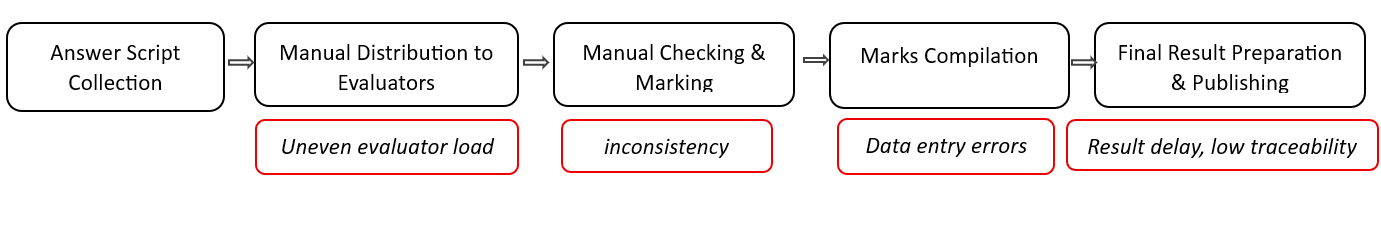 Answer Script
Collection
Manual Distribution to
Evaluators
Manual Checking &
Marking
Marks Compilation
Final Result Preparation
& Publishing
Uneven evaluator load
inconsistency
Data entry errors
Result delay, low traceability